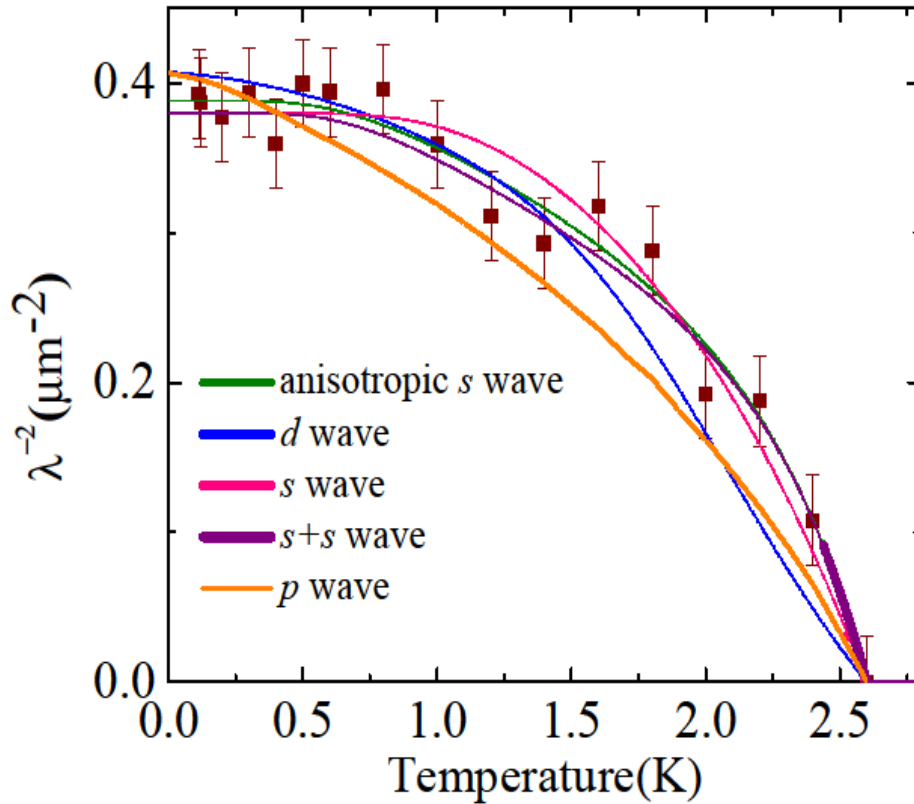 0.4
0.2
0.0
λ⁻²(μm⁻²)
anisotropic s wave
d wave
s wave
s+s wave
p wave
0.0 0.5 1.0 1.5 2.0 2.5
Temperature(K)